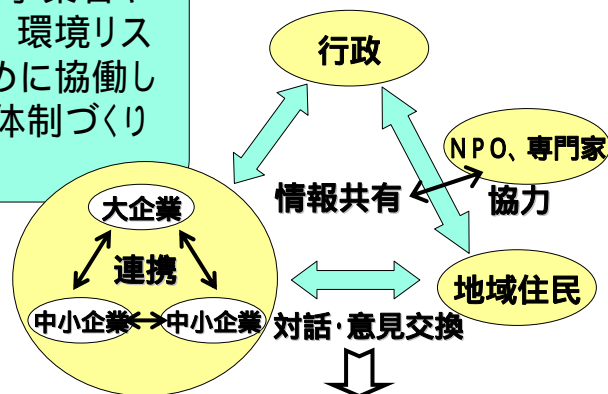 環境リス
めに協働し
体制づくり
行政
NPO、専門家
情報共有
協力
大企業
連携
中小企業
中小企業
地域住民
対話・意見交換